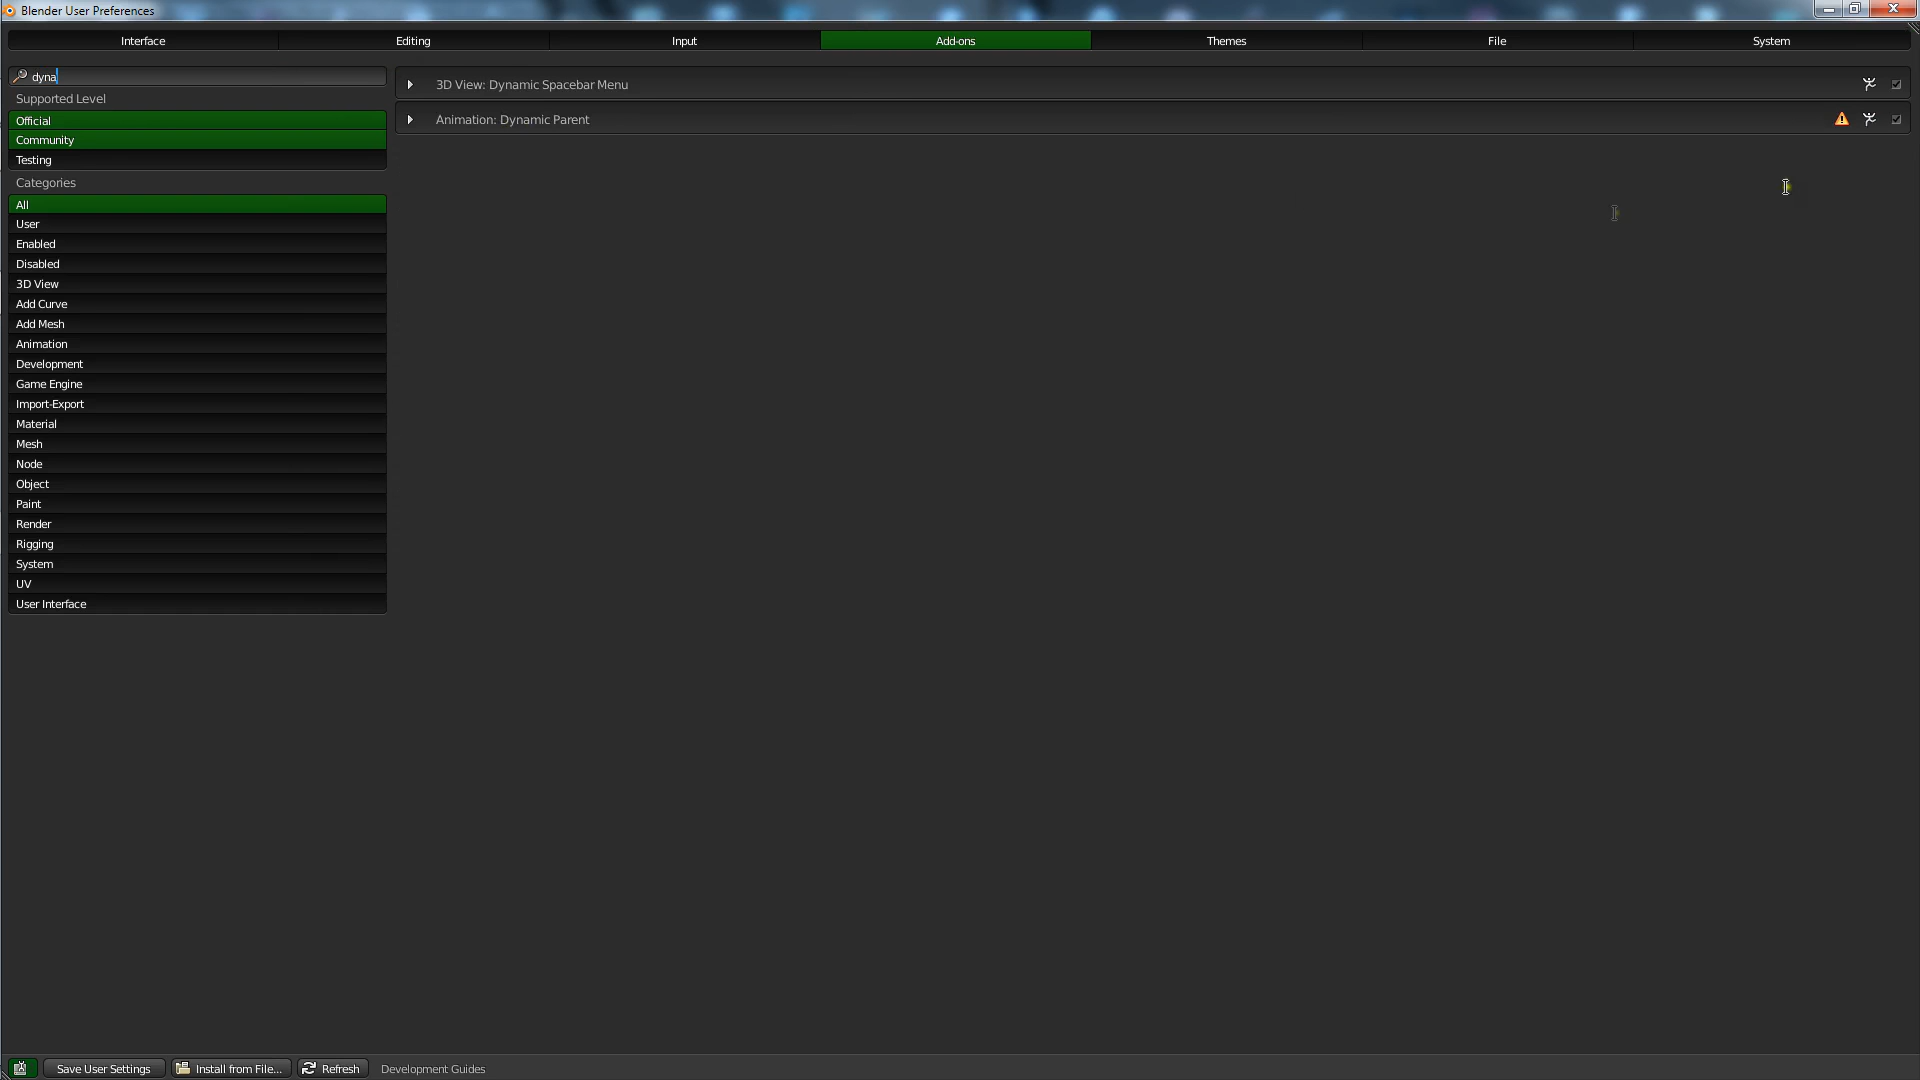 Blender User Preferences
Interface
Editing
Input
Add-ons
Themes
File
System
dyna
Supported Level
Official
Community
Testing
Categories
All
User
Enabled
Disabled
3D View
Add Curve
Add Mesh
Animation
Development
Game Engine
Import-Export
Material
Mesh
Node
Object
Paint
Render
Rigging
System
UV
User Interface
3D View: Dynamic Spacebar Menu
Animation: Dynamic Parent
Save User Settings
Install from File...
Refresh
Development Guides